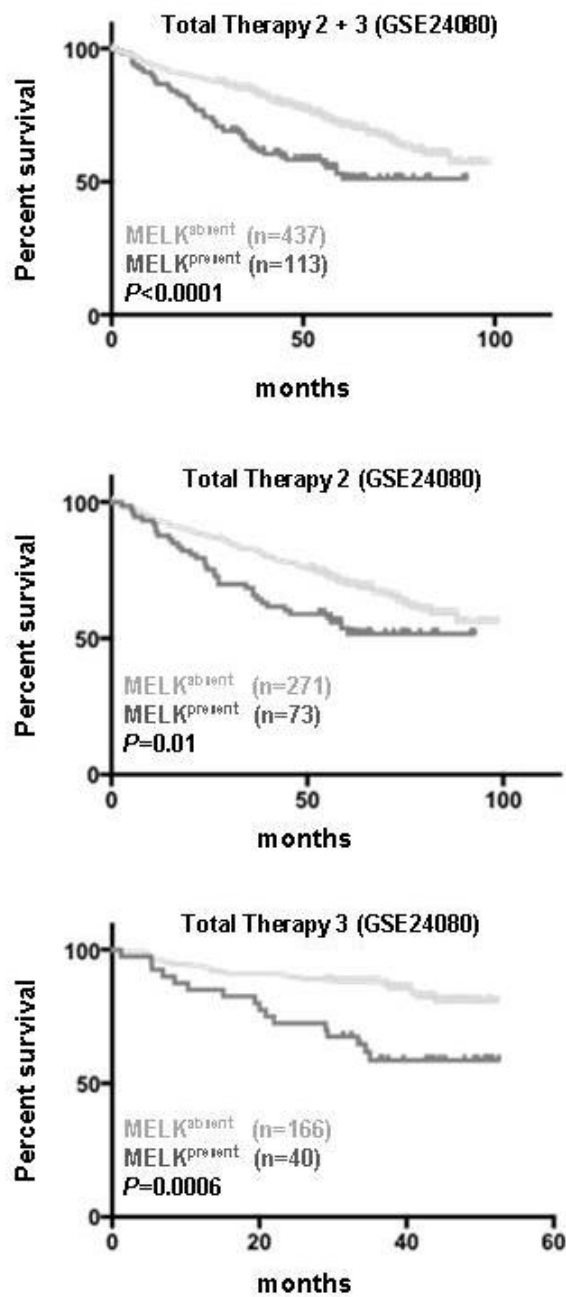 Total Therapy 2 + 3 (GSE24080)
100
50
0
Percent survival
MELKabsent (n=437)
MELKpresent (n=113)
P<0.0001
0 50 100
months
Total Therapy 2 (GSE24080)
100
50
0
Percent survival
MELKabsent (n=271)
MELKpresent (n=73)
P=0.01
0 50 100
months
Total Therapy 3 (GSE24080)
100
50
0
Percent survival
MELKabsent (n=166)
MELKpresent (n=40)
P=0.0006
0 20 40 60
months